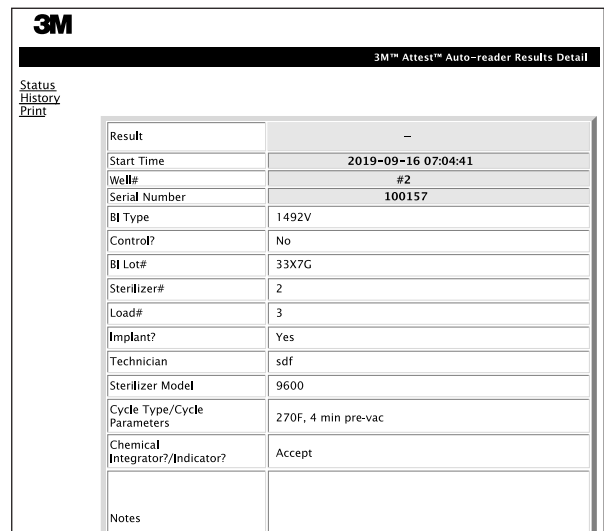 3M
3M™ Attest™ Auto-reader Results Detail
Status
History
Print
Result –
Start Time 2019-09-16 07:04:41
Well# #2
Serial Number 100157
BI Type 1492V
Control? No
BI Lot# 33X7G
Sterilizer# 2
Load# 3
Implant? Yes
Technician sdf
Sterilizer Model 9600
Cycle Type/Cycle
Parameters 270F, 4 min pre-vac
Chemical
Integrator?/Indicator? Accept
Notes